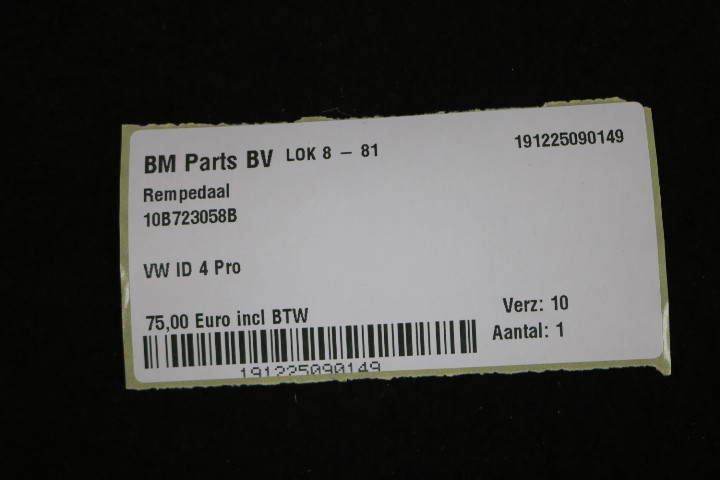 BM Parts BV LOK 8 – 81 191225090149
Rempedaal
10B723058B
VW ID 4 Pro
75,00 Euro incl BTW
Verz: 10
Aantal: 1
191225090149